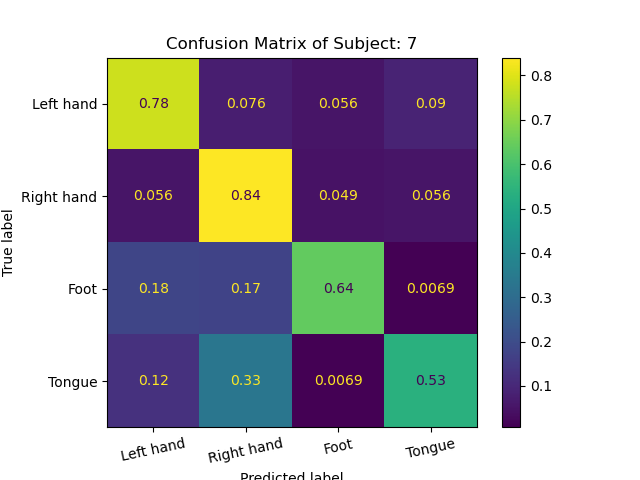 Confusion Matrix of Subject: 7
True label
Left hand 0.78 0.076 0.056 0.09
Right hand 0.056 0.84 0.049 0.056
Foot 0.18 0.17 0.64 0.0069
Tongue 0.12 0.33 0.0069 0.53
Left hand Right hand Foot Tongue
Predicted label
0.8
0.7
0.6
0.5
0.4
0.3
0.2
0.1